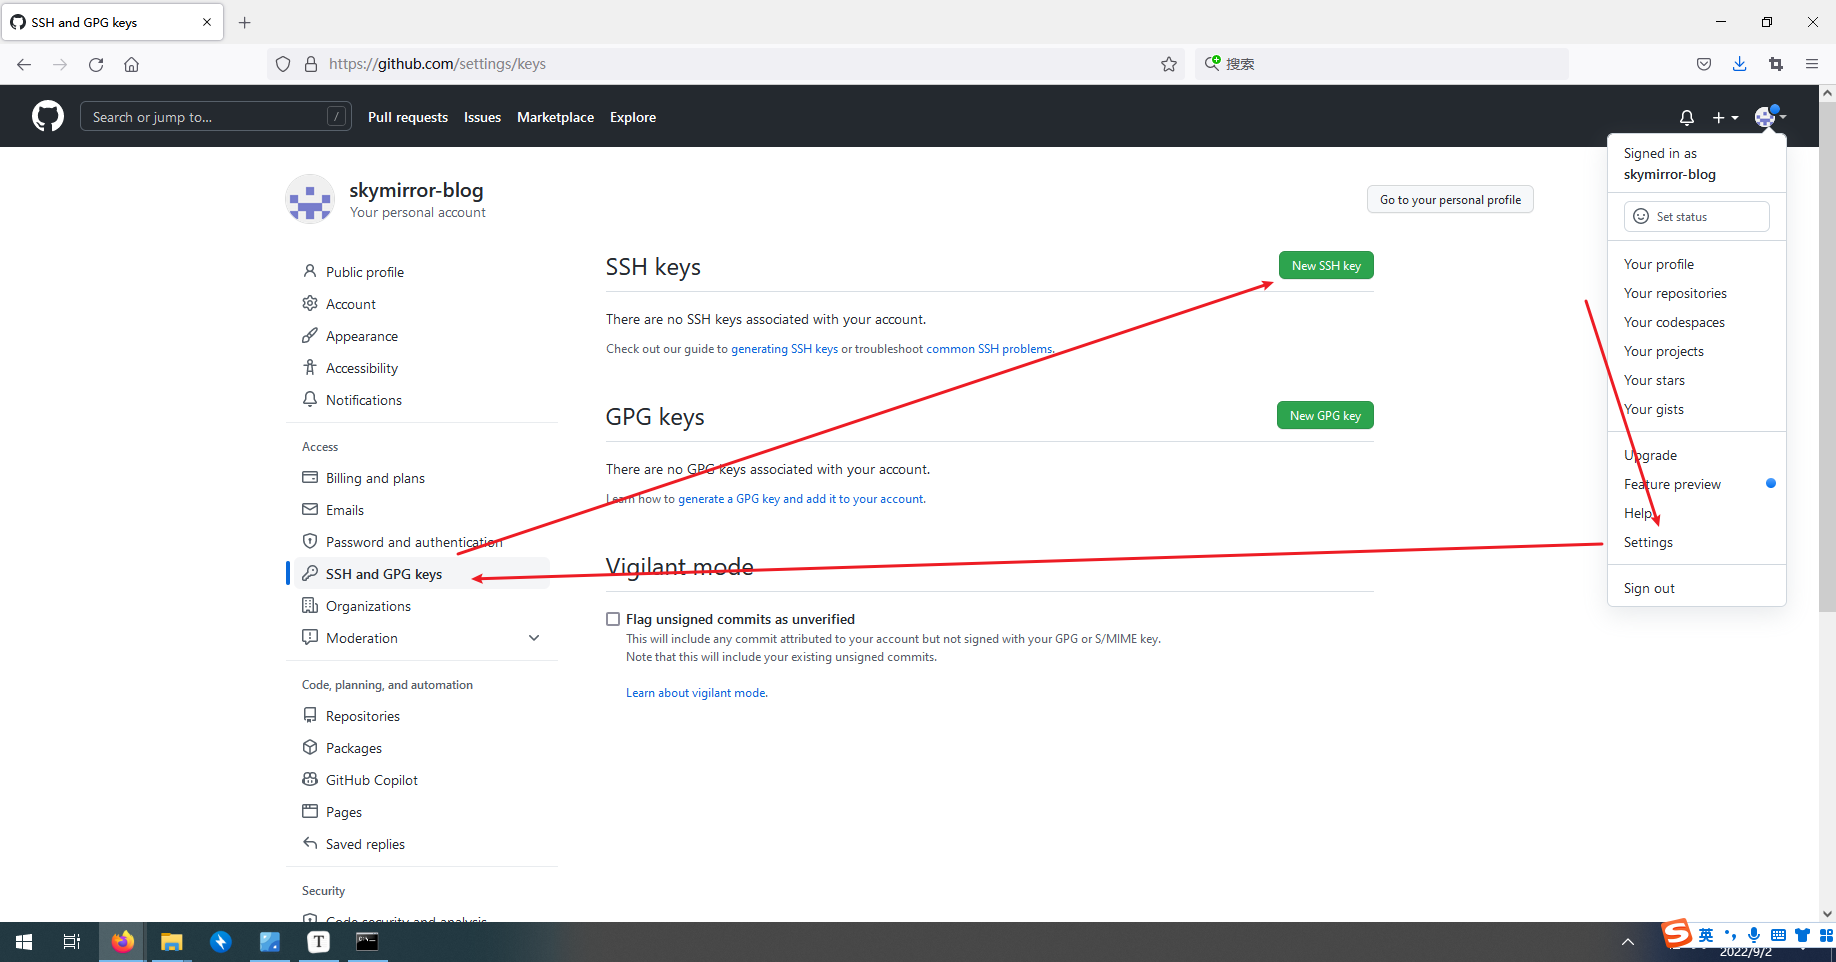 SSH and GPG keys
https://github.com/settings/keys
搜索
Search or jump to...
/
Pull requests
Issues
Marketplace
Explore
Signed in as
skymirror-blog
Set status
Your profile
Your repositories
Your codespaces
Your projects
Your stars
Your gists
Upgrade
Feature preview
Help
Settings
Sign out
skymirror-blog
Your personal account
Go to your personal profile
Public profile
Account
Appearance
Accessibility
Notifications
Access
Billing and plans
Emails
Password and authentication
SSH and GPG keys
Organizations
Moderation
Code, planning, and automation
Repositories
Packages
GitHub Copilot
Pages
Saved replies
Security
Code security and analysis
SSH keys
New SSH key
There are no SSH keys associated with your account.
Check out our guide to generating SSH keys or troubleshoot common SSH problems.
GPG keys
New GPG key
There are no GPG keys associated with your account.
Learn how to generate a GPG key and add it to your account.
Vigilant mode
Flag unsigned commits as unverified
This will include any commit attributed to your account but not signed with your GPG or S/MIME key.
Note that this will include your existing unsigned commits.
Learn about vigilant mode.
T
S
英
2022/9/2